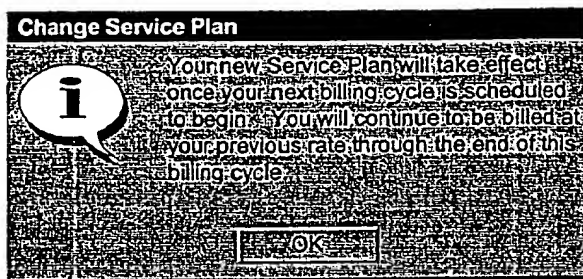 Change Service Plan
i
Your new Service Plan will take effect
once your next billing cycle is scheduled
to begin. You will continue to be billed at
your previous rate through the end of this
billing cycle.
OK